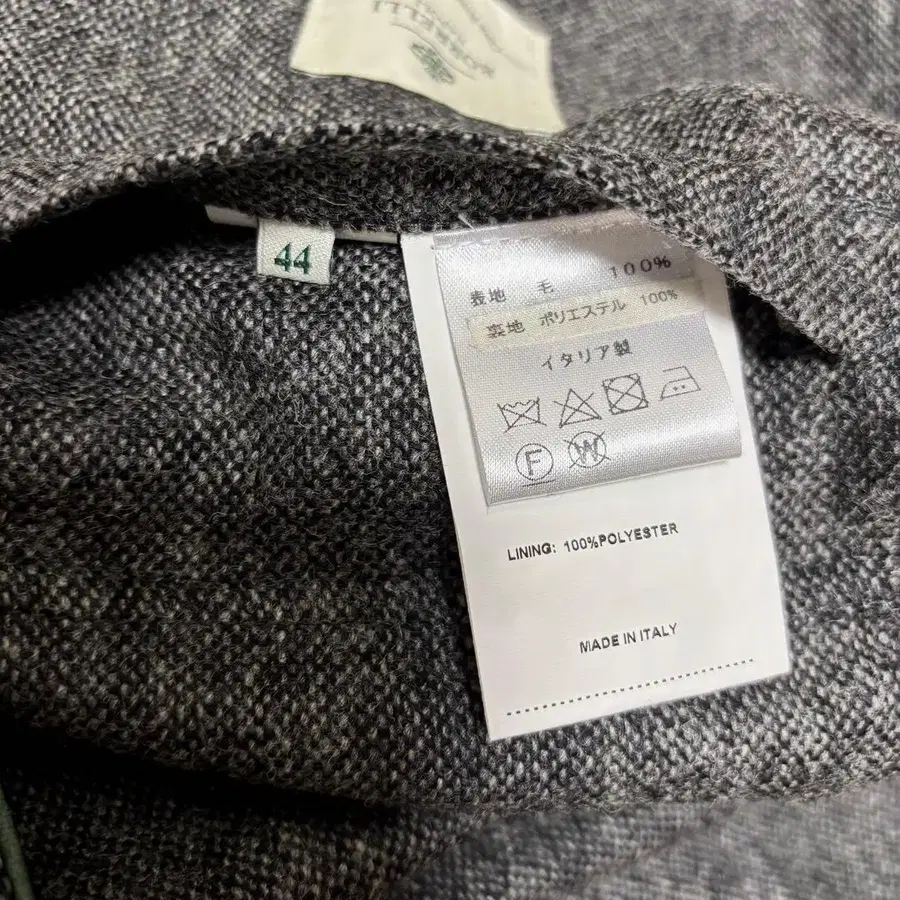 44
表地 毛 100%
裏地 ポリエステル 100%
イタリア製
F W
LINING: 100%POLYESTER
MADE IN ITALY